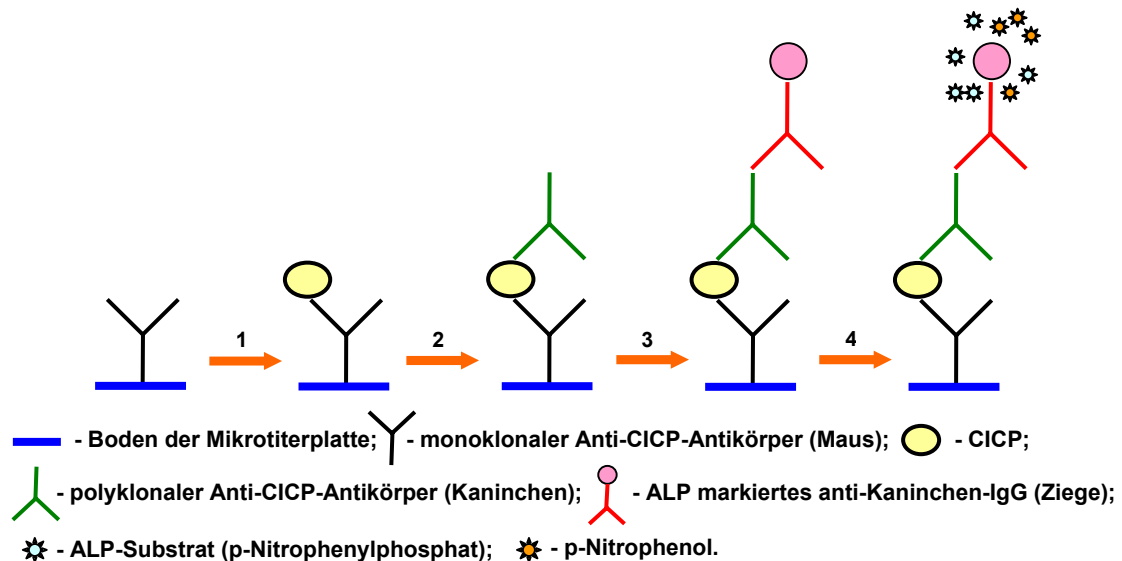 1
2
3
4
- Boden der Mikrotiterplatte; - monoklonaler Anti-CICP-Antikörper (Maus); - CICP;
- polyklonaler Anti-CICP-Antikörper (Kaninchen); - ALP markiertes anti-Kaninchen-IgG (Ziege);
- ALP-Substrat (p-Nitrophenylphosphat); - p-Nitrophenol.